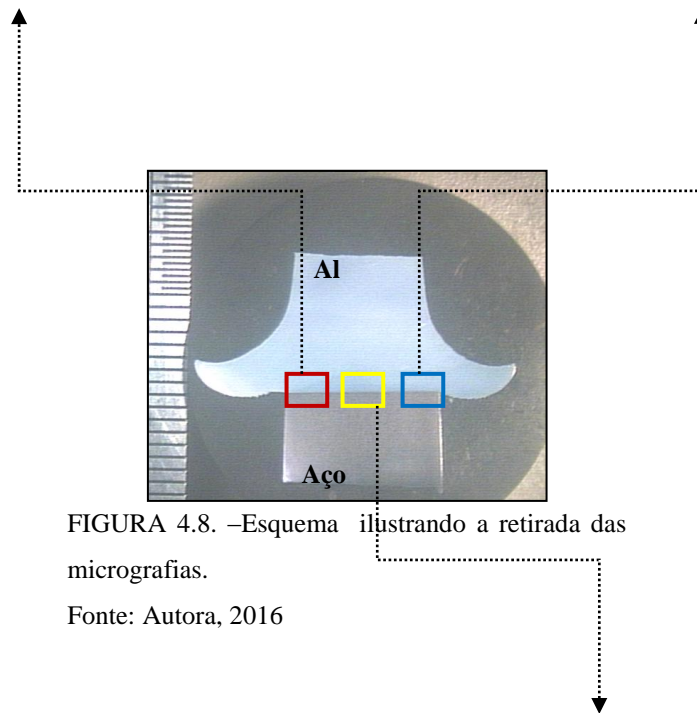 Al
Aço
FIGURA 4.8. –Esquema ilustrando a retirada das
micrografias.
Fonte: Autora, 2016